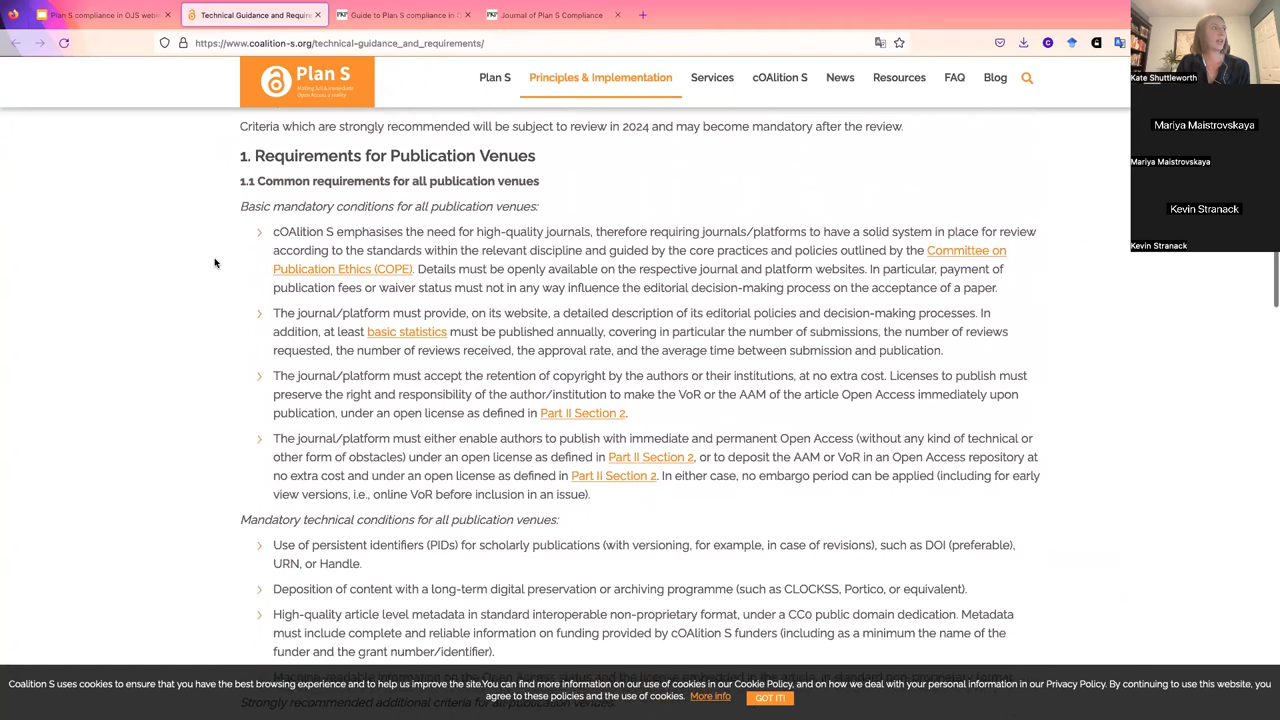 Plan S compliance in OJS web
Technical Guidance and Require
PKP Guide to Plan S compliance in
PKP Journal of Plan S Compliance
https://www.coalition-s.org/technical-guidance_and_requirements/
Plan S
Making full & immediate
Open Access a reality
Plan S
Principles & Implementation
Services
cOAlition S
News
Resources
FAQ
Blog
Kate Shuttleworth
Mariya Maistrovskaya
Mariya Maistrovskaya
Kevin Stranack
Kevin Stranack
Criteria which are strongly recommended will be subject to review in 2024 and may become mandatory after the review.
1. Requirements for Publication Venues
1.1 Common requirements for all publication venues
Basic mandatory conditions for all publication venues:
cOAlition S emphasises the need for high-quality journals, therefore requiring journals/platforms to have a solid system in place for review
according to the standards within the relevant discipline and guided by the core practices and policies outlined by the Committee on
Publication Ethics (COPE). Details must be openly available on the respective journal and platform websites. In particular, payment of
publication fees or waiver status must not in any way influence the editorial decision-making process on the acceptance of a paper.
The journal/platform must provide, on its website, a detailed description of its editorial policies and decision-making processes. In
addition, at least basic statistics must be published annually, covering in particular the number of submissions, the number of reviews
requested, the number of reviews received, the approval rate, and the average time between submission and publication.
The journal/platform must accept the retention of copyright by the authors or their institutions, at no extra cost. Licenses to publish must
preserve the right and responsibility of the author/institution to make the VoR or the AAM of the article Open Access immediately upon
publication, under an open license as defined in Part II Section 2.
The journal/platform must either enable authors to publish with immediate and permanent Open Access (without any kind of technical or
other form of obstacles) under an open license as defined in Part II Section 2, or to deposit the AAM or VoR in an Open Access repository at
no extra cost and under an open license as defined in Part II Section 2. In either case, no embargo period can be applied (including for early
view versions, i.e., online VoR before inclusion in an issue).
Mandatory technical conditions for all publication venues:
Use of persistent identifiers (PIDs) for scholarly publications (with versioning, for example, in case of revisions), such as DOI (preferable),
URN, or Handle.
Deposition of content with a long-term digital preservation or archiving programme (such as CLOCKSS, Portico, or equivalent).
High-quality article level metadata in standard interoperable non-proprietary format, under a CC0 public domain dedication. Metadata
must include complete and reliable information on funding provided by cOAlition S funders (including as a minimum the name of the
funder and the grant number/identifier).
Coalition S uses cookies to ensure that you have the best browsing experience and to help us improve the site.You can find more information on our use of cookies in our Cookie Policy, and on how we deal with your personal information in our Privacy Policy. By continuing to use this website, you
agree to these policies and the use of cookies. More info GOT IT!
Strongly recommended additional criteria for all publication venues: